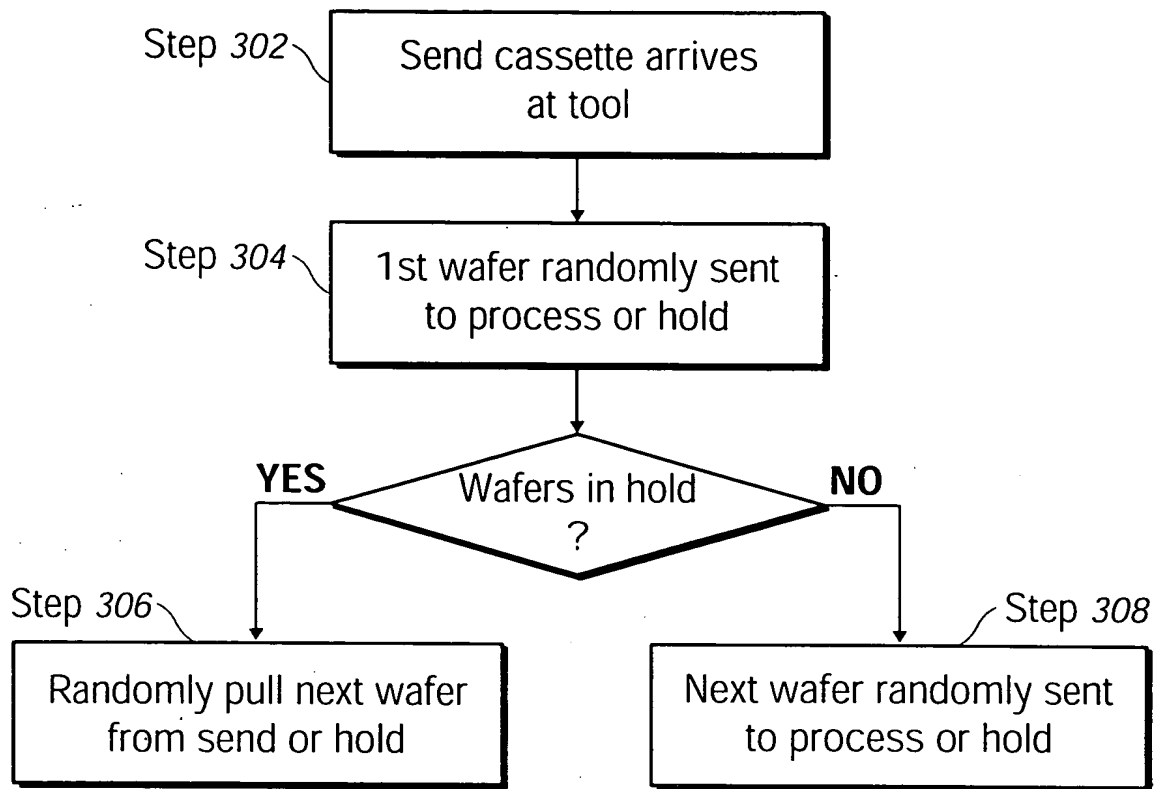 Step 302
Send cassette arrives
at tool
Step 304
1st wafer randomly sent
to process or hold
Wafers in hold
?
YES
NO
Step 306
Randomly pull next wafer
from send or hold
Step 308
Next wafer randomly sent
to process or hold